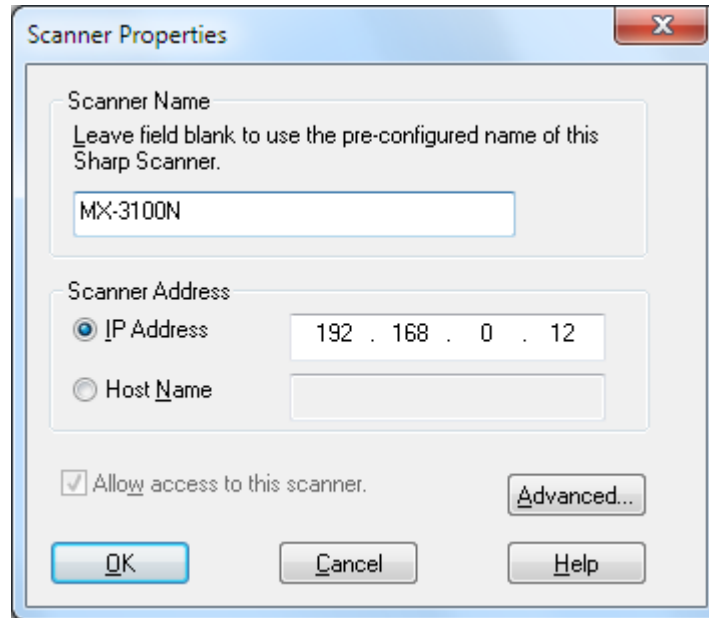 Scanner Properties
Scanner Name
Leave field blank to use the pre-configured name of this
Sharp Scanner.
MX-3100N
Scanner Address
IP Address 192 . 168 . 0 . 12
Host Name
Allow access to this scanner.
Advanced...
OK Cancel Help